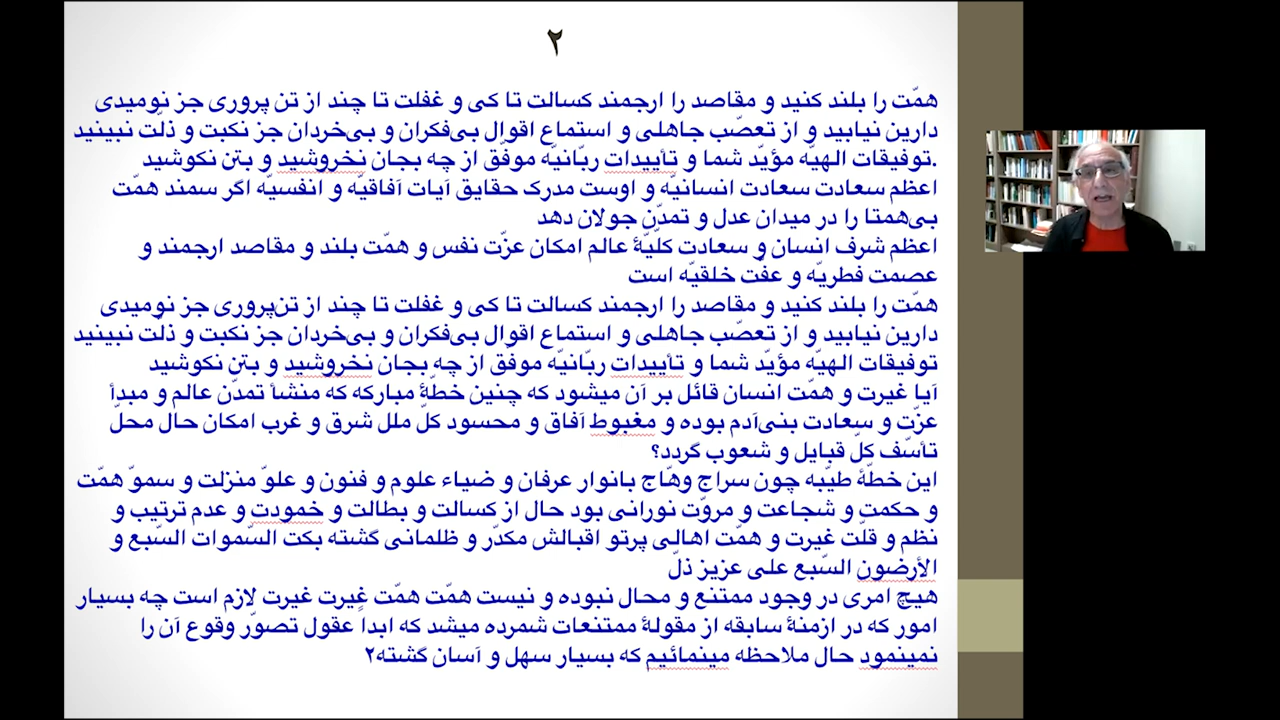 ۲
همّت را بلند کنید و مقاصد را ارجمند کسالت تا کی و غفلت تا چند از تن پروری جز نومیدی
دارین نیابید و از تعصّب جاهلی و استماع اقوال بی‌فکران و بی‌خردان جز نکبت و ذلّت نبینید
.توفیقات الهیّه مؤیّد شما و تأییدات ربّانیّه موفّق از چه بجان نخروشید و بتن نکوشید
اعظم سعادت سعادت انسانیّه و اوست مدرک حقایق آیات آفاقیّه و انفسیّه اگر سمند همّت
بی‌همتا را در میدان عدل و تمدّن جولان دهد
اعظم شرف انسان و سعادت کلّیّهٔ عالم امکان عزّت نفس و همّت بلند و مقاصد ارجمند و
عصمت فطریّه و عفّت خلقیّه است
همّت را بلند کنید و مقاصد را ارجمند کسالت تا کی و غفلت تا چند از تن‌پروری جز نومیدی
دارین نیابید و از تعصّب جاهلی و استماع اقوال بی‌فکران و بی‌خردان جز نکبت و ذلّت نبینید
توفیقات الهیّه مؤیّد شما و تأییدات ربّانیّه موفّق از چه بجان نخروشید و بتن نکوشید
آیا غیرت و همّت انسان قائل بر آن میشود که چنین خطّهٔ مبارکه که منشأ تمدّن عالم و مبدأ
عزّت و سعادت بنی‌آدم بوده و مغبوط آفاق و محسود کلّ ملل شرق و غرب امکان حال محلّ
تأسّف کلّ قبایل و شعوب گردد؟
این خطّهٔ طیّبه چون سراج وهّاج بانوار عرفان و ضیاء علوم و فنون و علوّ منزلت و سموّ همّت
و حکمت و شجاعت و مروّت نورانی بود حال از کسالت و بطالت و خمودت و عدم ترتیب و
نظم و قلّت غیرت و همّت اهالی پرتو اقبالش مکدّر و ظلمانی گشته بکت السّموات السّبع و
الأرضون السّبع علی عزیز ذلّ
هیچ امری در وجود ممتنع و محال نبوده و نیست همّت همّت غیرت غیرت لازم است چه بسیار
امور که در ازمنهٔ سابقه از مقولهٔ ممتنعات شمرده میشد که ابداً عقول تصوّر وقوع آن را
نمینمود حال ملاحظه مینمائیم که بسیار سهل و آسان گشته۲